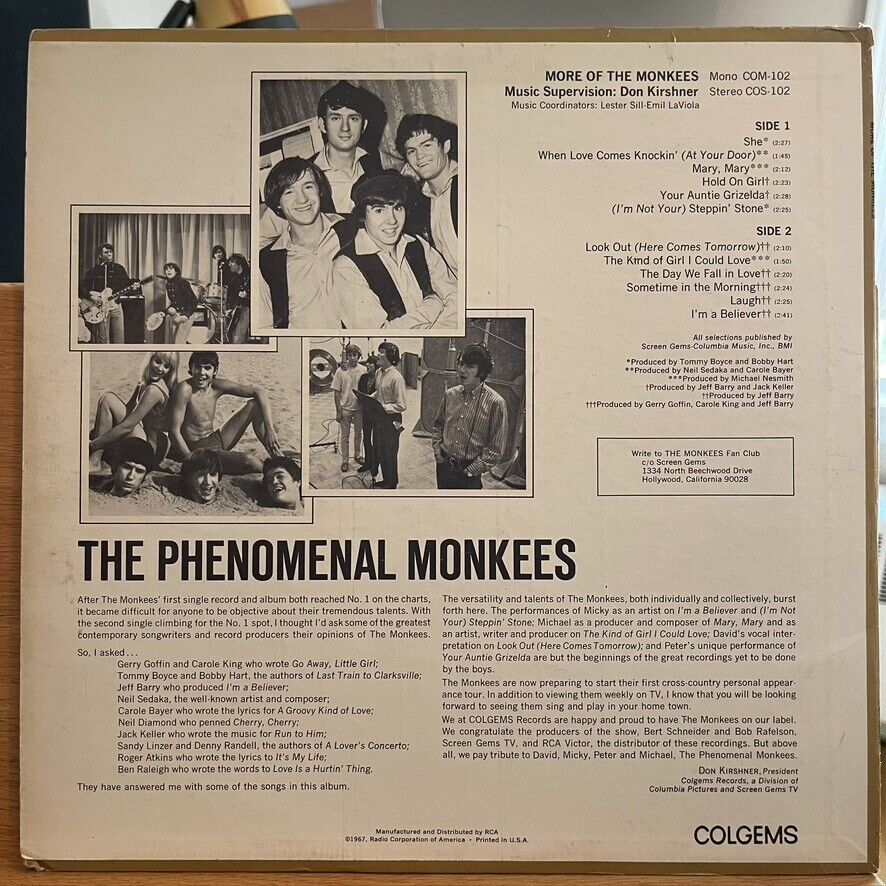 MORE OF THE MONKEES Mono COM-102
Music Supervision: Don Kirshner Stereo COS-102
Music Coordinators: Lester Sill-Emil LaViola
SIDE 1
She* (2:27)
When Love Comes Knockin' (At Your Door)** (1:45)
Mary, Mary*** (2:12)
Hold On Girl† (2:23)
Your Auntie Grizelda† (2:28)
(I'm Not Your) Steppin' Stone* (2:25)
SIDE 2
Look Out (Here Comes Tomorrow)†† (2:10)
The Kind of Girl I Could Love*** (1:50)
The Day We Fall in Love†† (2:20)
Sometime in the Morning††† (2:24)
Laugh†† (2:25)
I'm a Believer†† (2:41)
All selections published by
Screen Gems-Columbia Music, Inc., BMI
*Produced by Tommy Boyce and Bobby Hart
**Produced by Neil Sedaka and Carole Bayer
***Produced by Michael Nesmith
†Produced by Jeff Barry and Jack Keller
††Produced by Jeff Barry
†††Produced by Gerry Goffin, Carole King and Jeff Barry
Write to THE MONKEES Fan Club
c/o Screen Gems
1334 North Beechwood Drive
Hollywood, California 90028
THE PHENOMENAL MONKEES
After The Monkees' first single record and album both reached No. 1 on the charts,
it became difficult for anyone to be objective about their tremendous talents. With
the second single climbing for the No. 1 spot, I thought I'd ask some of the greatest
contemporary songwriters and record producers their opinions of The Monkees.
So, I asked...
Gerry Goffin and Carole King who wrote Go Away, Little Girl;
Tommy Boyce and Bobby Hart, the authors of Last Train to Clarksville;
Jeff Barry who produced I'm a Believer;
Neil Sedaka, the well-known artist and composer;
Carole Bayer who wrote the lyrics for A Groovy Kind of Love;
Neil Diamond who penned Cherry, Cherry;
Jack Keller who wrote the music for Run to Him;
Sandy Linzer and Denny Randell, the authors of A Lover's Concerto;
Roger Atkins who wrote the lyrics to It's My Life;
Ben Raleigh who wrote the words to Love Is a Hurtin' Thing.
They have answered me with some of the songs in this album.
The versatility and talents of The Monkees, both individually and collectively, burst
forth here. The performances of Micky as an artist on I'm a Believer and (I'm Not
Your) Steppin' Stone; Michael as a producer and composer of Mary, Mary and as
an artist, writer and producer on The Kind of Girl I Could Love; David's vocal inter-
pretation on Look Out (Here Comes Tomorrow); and Peter's unique performance of
Your Auntie Grizelda are but the beginnings of the great recordings yet to be done
by the boys.
The Monkees are now preparing to start their first cross-country personal appear-
ance tour. In addition to viewing them weekly on TV, I know that you will be looking
forward to seeing them sing and play in your home town.
We at COLGEMS Records are happy and proud to have The Monkees on our label.
We congratulate the producers of the show, Bert Schneider and Bob Rafelson,
Screen Gems TV, and RCA Victor, the distributor of these recordings. But above
all, we pay tribute to David, Micky, Peter and Michael, The Phenomenal Monkees.
DON KIRSHNER, President
Colgems Records, a Division of
Columbia Pictures and Screen Gems TV
Manufactured and Distributed by RCA
©1967, Radio Corporation of America • Printed in U.S.A.
COLGEMS